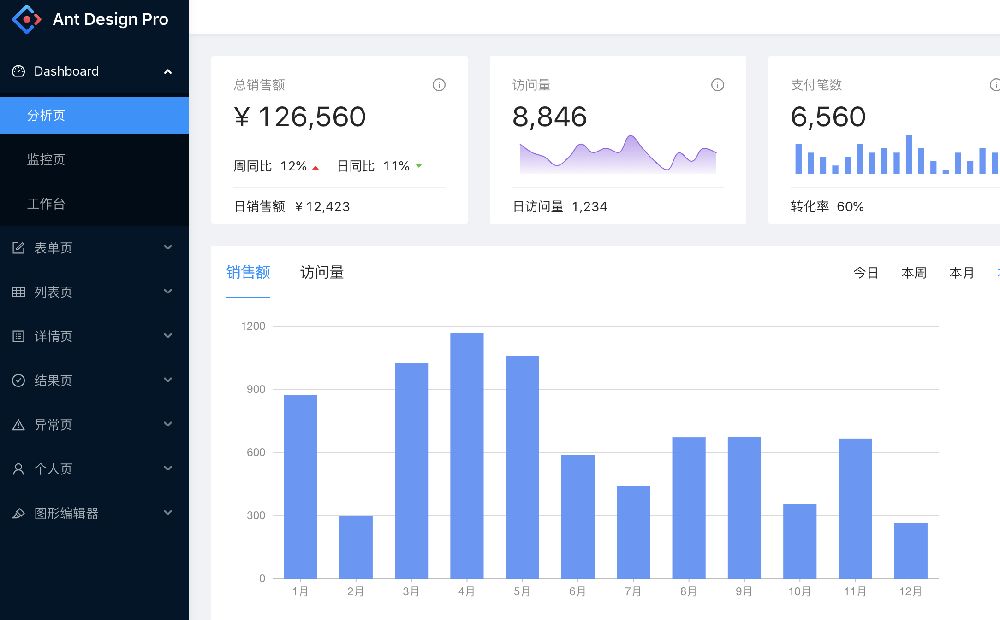 Ant Design Pro
Dashboard
分析页
监控页
工作台
表单页
列表页
详情页
结果页
异常页
个人页
图形编辑器
总销售额
¥ 126,560
周同比 12% 日同比 11%
日销售额 ¥ 12,423
访问量
8,846
日访问量 1,234
支付笔数
6,560
转化率 60%
销售额 访问量 今日 本周 本月
1200
900
600
300
0
1月 2月 3月 4月 5月 6月 7月 8月 9月 10月 11月 12月